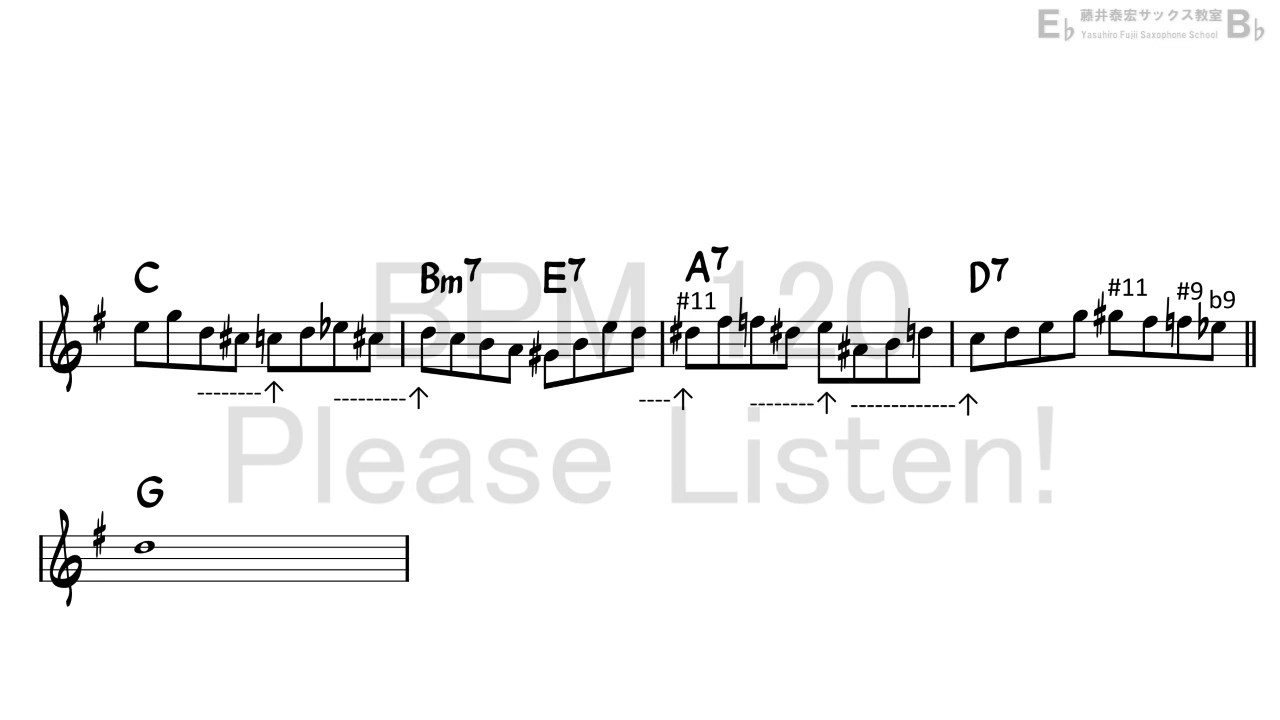 E♭ 藤井泰宏サックス教室 B♭
Yasuhiro Fujii Saxophone School
BPM 120
C Bm7 E7 A7 D7
#11 #11 #9 b9
Please Listen!
G